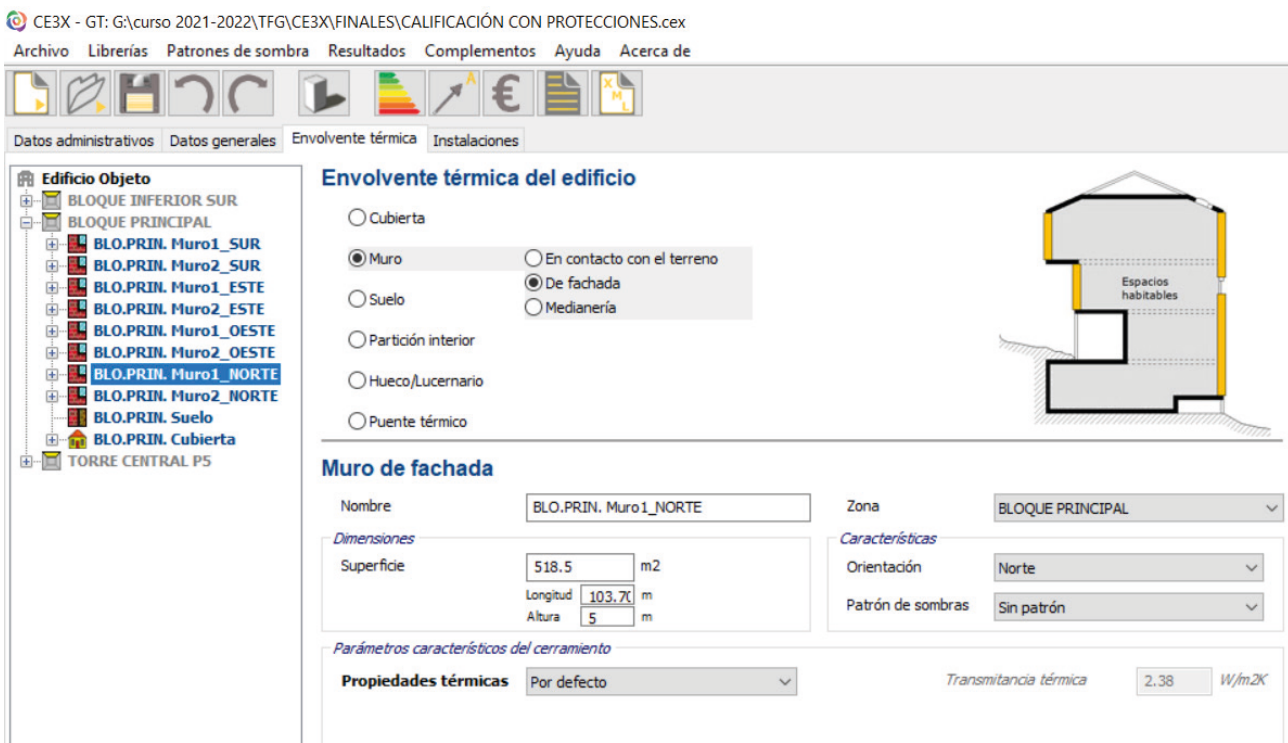 CE3X - GT: G:\curso 2021-2022\TFG\CE3X\FINALES\CALIFICACIÓN CON PROTECCIONES.cex
Archivo Librerías Patrones de sombra Resultados Complementos Ayuda Acerca de
A € X M L
Datos administrativos Datos generales Envolvente térmica Instalaciones
Edificio Objeto
BLOQUE INFERIOR SUR
BLOQUE PRINCIPAL
BLO.PRIN. Muro1_SUR
BLO.PRIN. Muro2_SUR
BLO.PRIN. Muro1_ESTE
BLO.PRIN. Muro2_ESTE
BLO.PRIN. Muro1_OESTE
BLO.PRIN. Muro2_OESTE
BLO.PRIN. Muro1_NORTE
BLO.PRIN. Muro2_NORTE
BLO.PRIN. Suelo
BLO.PRIN. Cubierta
TORRE CENTRAL P5
Envolvente térmica del edificio
Cubierta
Muro
Suelo
Partición interior
Hueco/Lucernario
Puente térmico
En contacto con el terreno
De fachada
Medianería
Espacios
habitables
Muro de fachada
Nombre BLO.PRIN. Muro1_NORTE Zona BLOQUE PRINCIPAL
Dimensiones
Superficie 518.5 m2
Longitud 103.70 m
Altura 5 m
Características
Orientación Norte
Patrón de sombras Sin patrón
Parámetros característicos del cerramiento
Propiedades térmicas Por defecto Transmitancia térmica 2.38 W/m2K